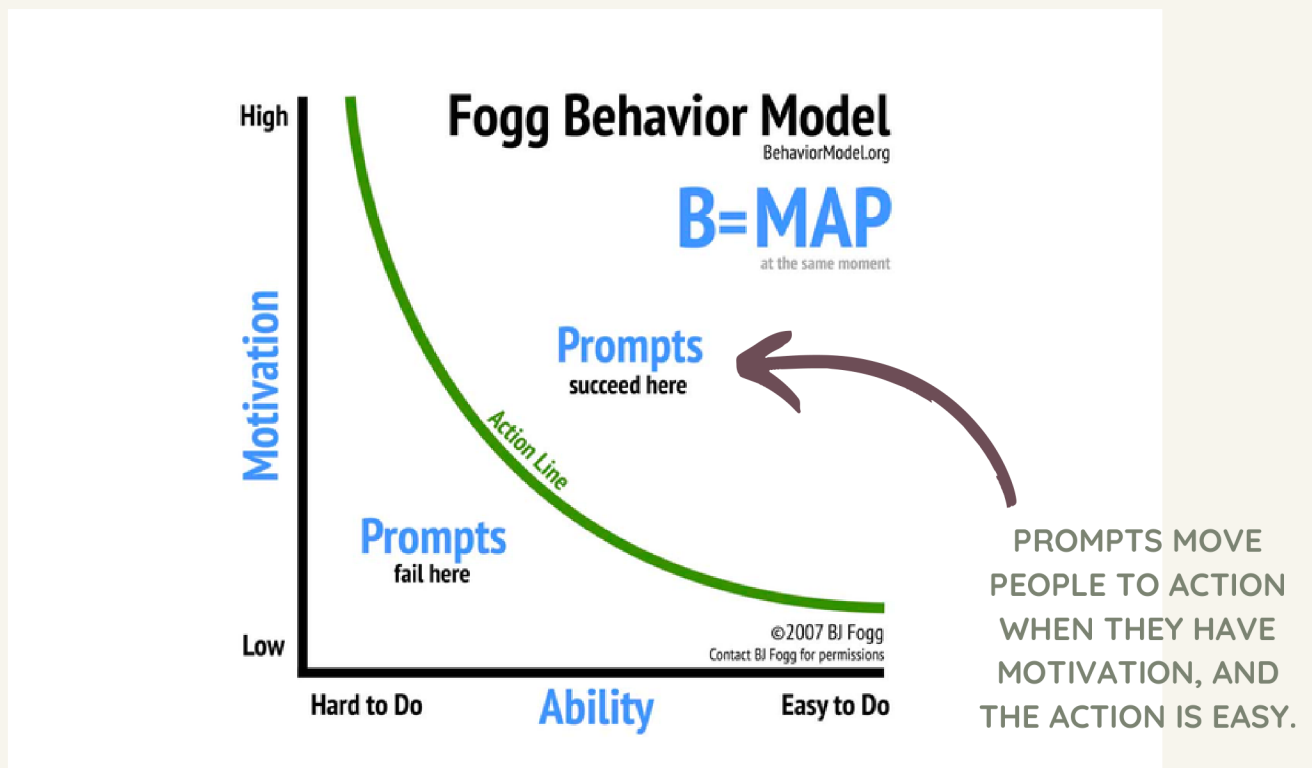 Fogg Behavior Model
BehaviorModel.org
B=MAP
at the same moment
High
Motivation
Low
Prompts
succeed here
Action Line
Prompts
fail here
©2007 BJ Fogg
Contact BJ Fogg for permissions
Hard to Do
Ability
Easy to Do
PROMPTS MOVE
PEOPLE TO ACTION
WHEN THEY HAVE
MOTIVATION, AND
THE ACTION IS EASY.